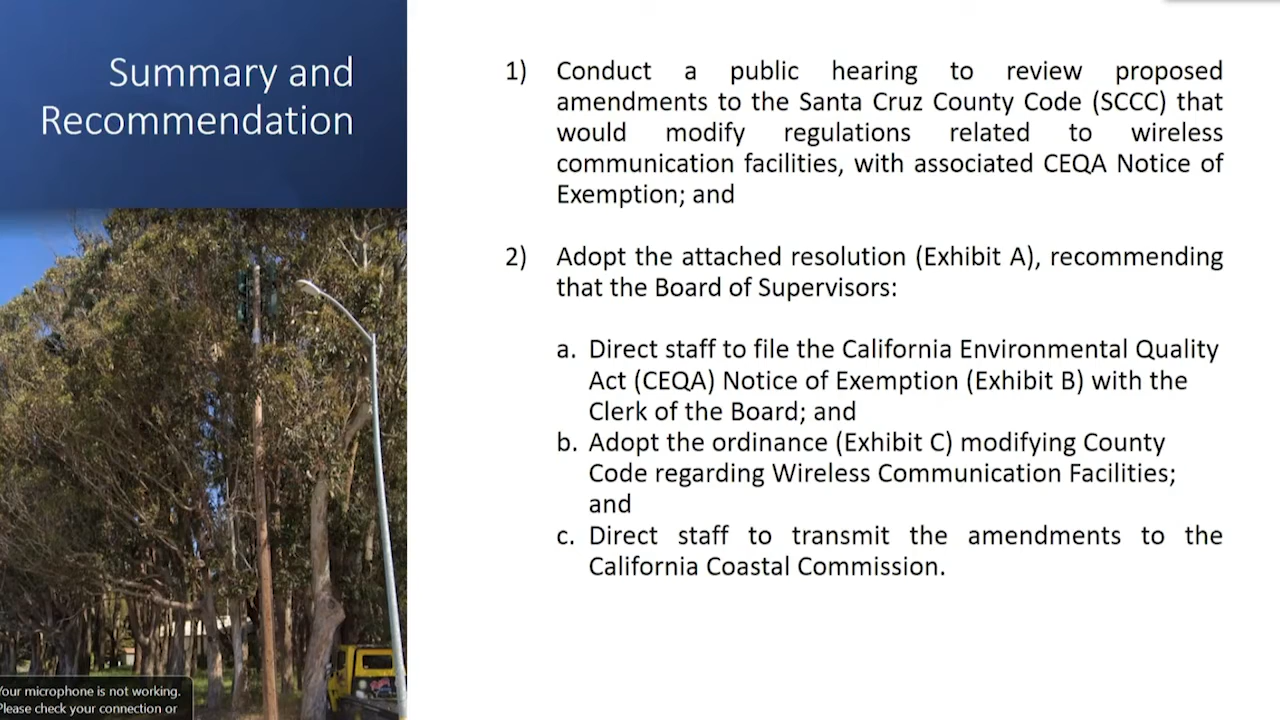 Summary and
Recommendation
1) Conduct a public hearing to review proposed
amendments to the Santa Cruz County Code (SCCC) that
would modify regulations related to wireless
communication facilities, with associated CEQA Notice of
Exemption; and
2) Adopt the attached resolution (Exhibit A), recommending
that the Board of Supervisors:
a. Direct staff to file the California Environmental Quality
Act (CEQA) Notice of Exemption (Exhibit B) with the
Clerk of the Board; and
b. Adopt the ordinance (Exhibit C) modifying County
Code regarding Wireless Communication Facilities;
and
c. Direct staff to transmit the amendments to the
California Coastal Commission.
Your microphone is not working.
Please check your connection or